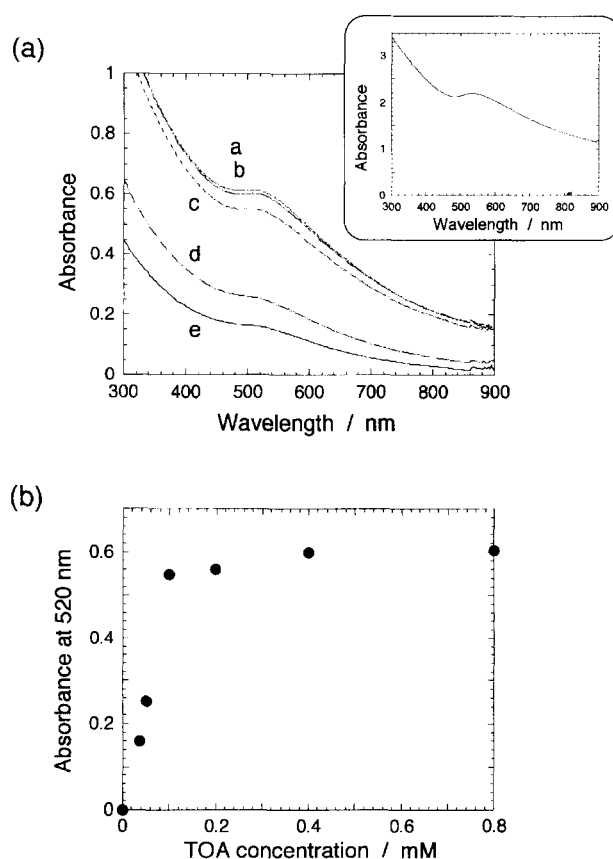 (a)
Absorbance
1
0.8
0.6
0.4
0.2
0
a
b
c
d
e
300 400 500 600 700 800 900
Wavelength / nm
Absorbance
3
2
1
0
300 400 500 600 700 800 900
Wavelength / nm
(b)
Absorbance at 520 nm
0.6
0.4
0.2
0
0 0.2 0.4 0.6 0.8
TOA concentration / mM